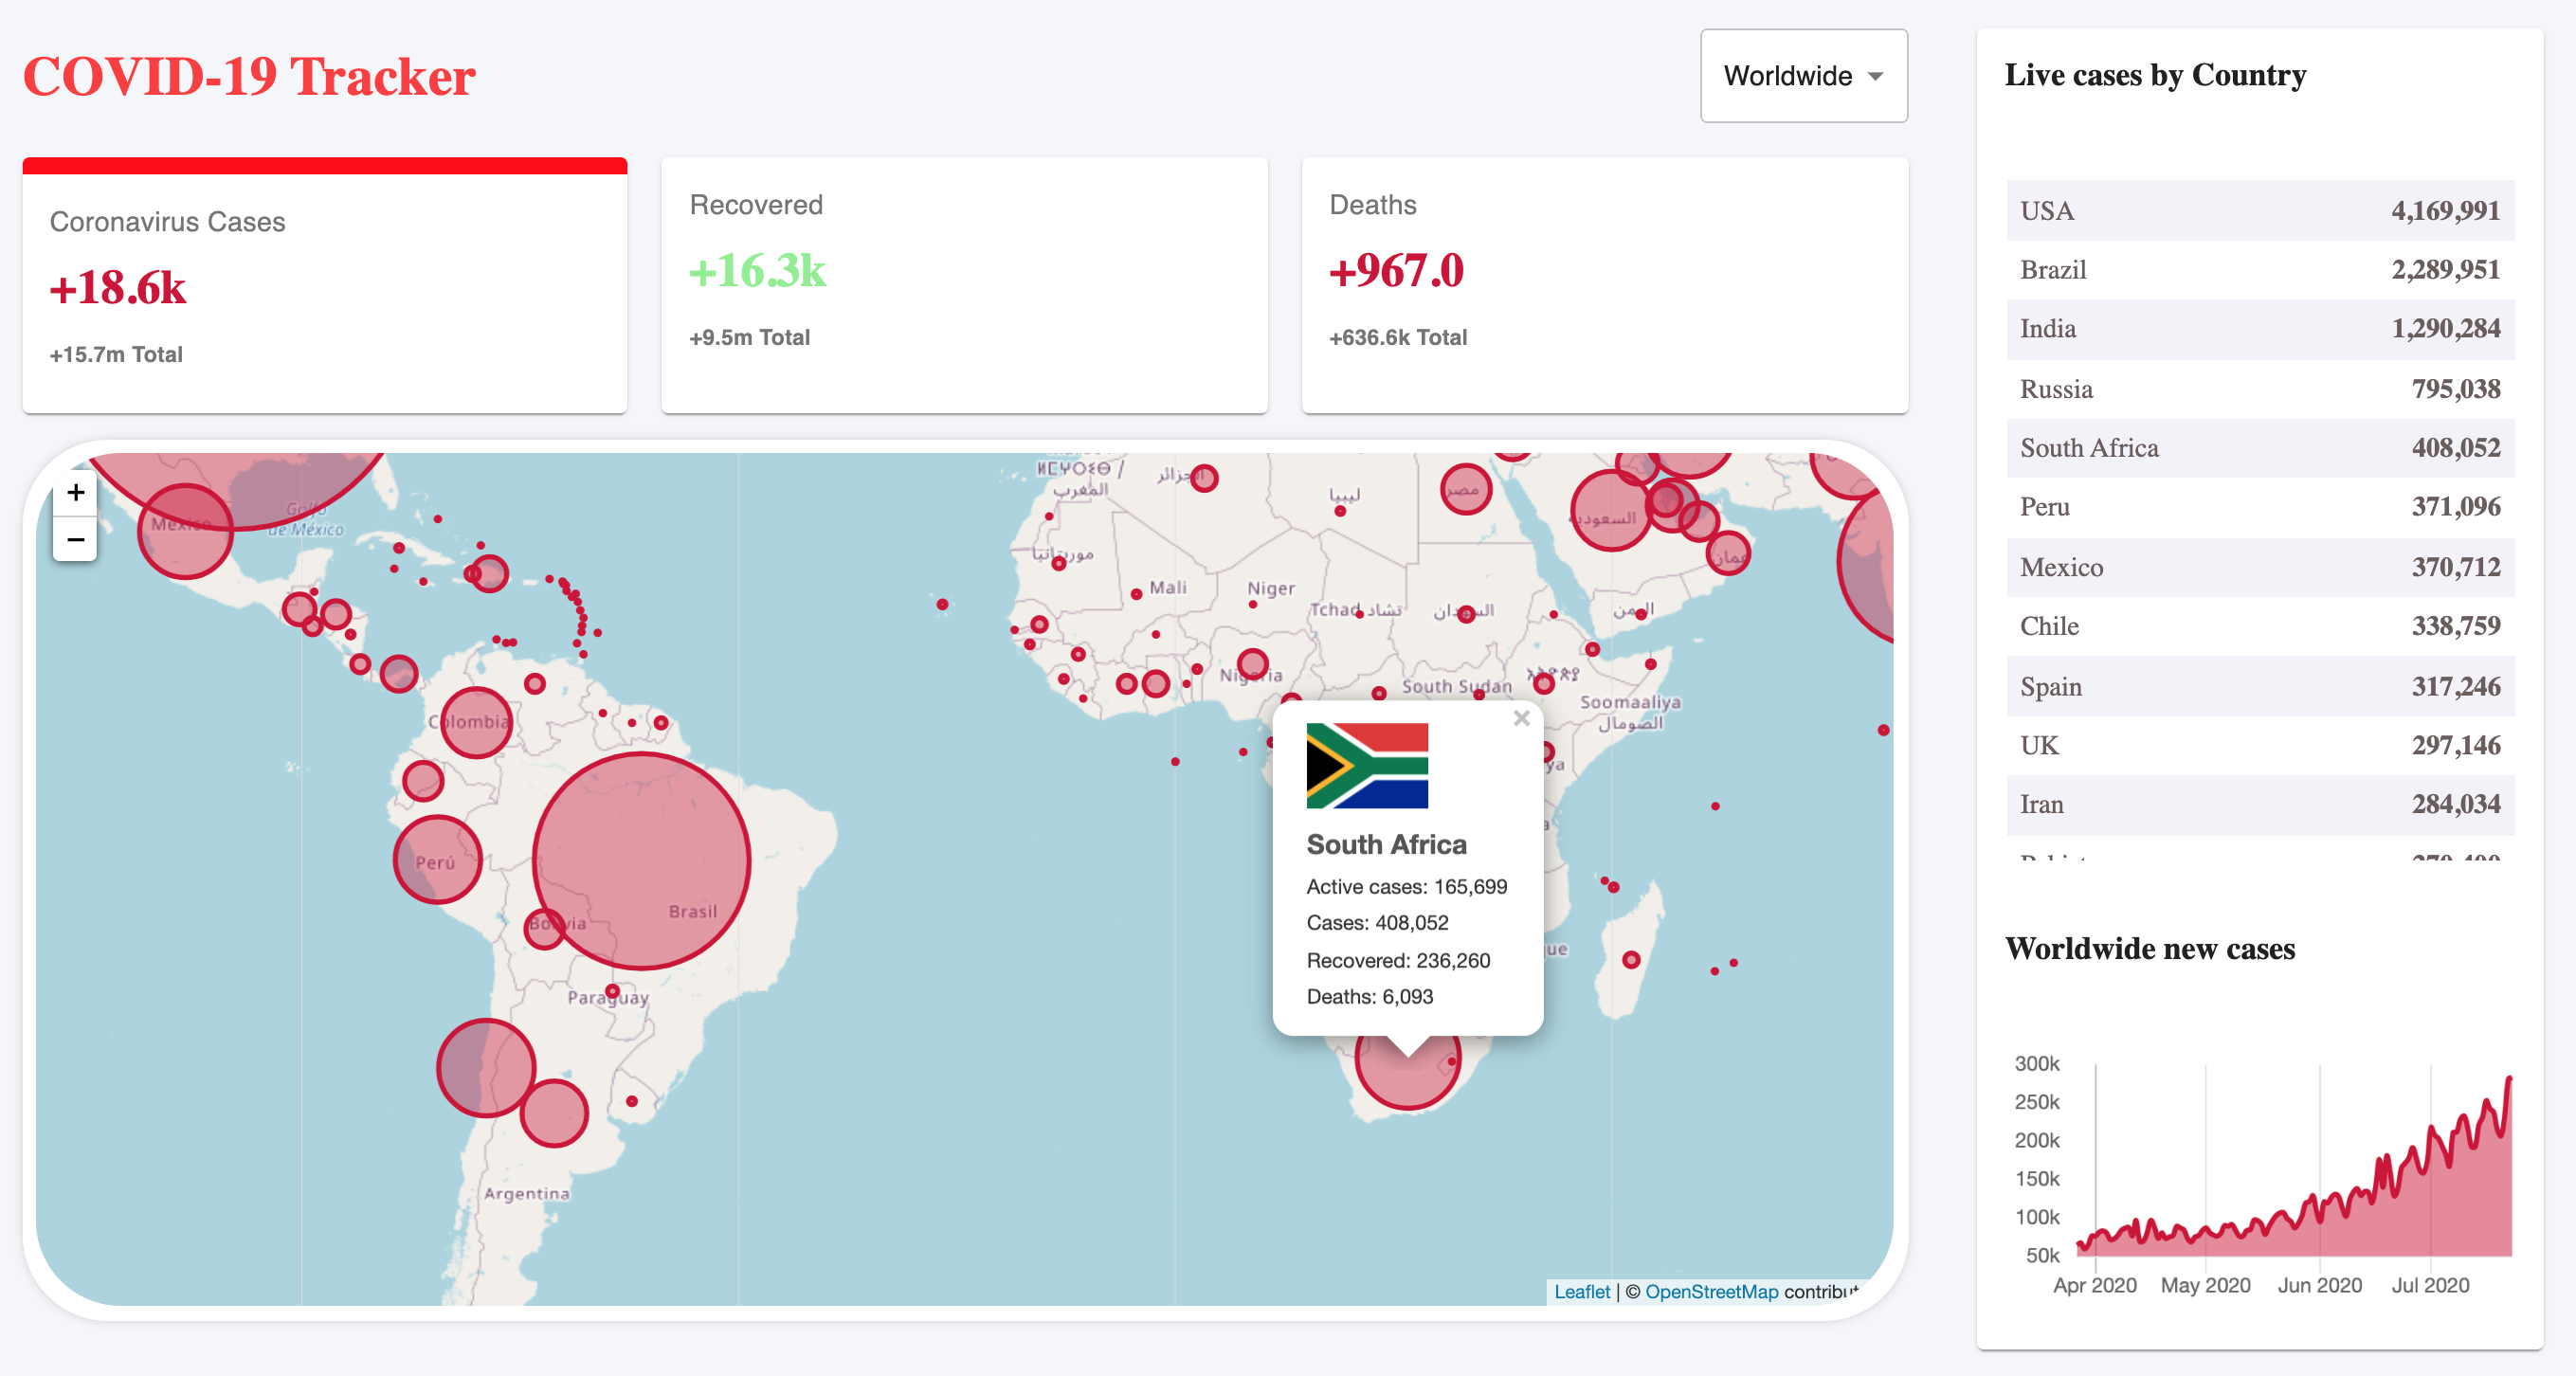 COVID-19 Tracker
Worldwide
Coronavirus Cases
+18.6k
+15.7m Total
Recovered
+16.3k
+9.5m Total
Deaths
+967.0
+636.6k Total
+
−
México
Golfo
de México
Colombia
Perú
Brasil
Bolivia
Paraguay
Argentina
ⵍⵎⵖⵔⵉⴱ /
المغرب
الجزائر
ليبيا
مصر
السعودية
عمان
موريتانيا
Mali
Niger
Tchad تشاد
السودان
اليمن
Nigeria
South Sudan
Soomaaliya
الصومال
×
South Africa
Active cases: 165,699
Cases: 408,052
Recovered: 236,260
Deaths: 6,093
Leaflet | © OpenStreetMap contribut
Live cases by Country
USA 4,169,991
Brazil 2,289,951
India 1,290,284
Russia 795,038
South Africa 408,052
Peru 371,096
Mexico 370,712
Chile 338,759
Spain 317,246
UK 297,146
Iran 284,034
Worldwide new cases
300k
250k
200k
150k
100k
50k
Apr 2020 May 2020 Jun 2020 Jul 2020